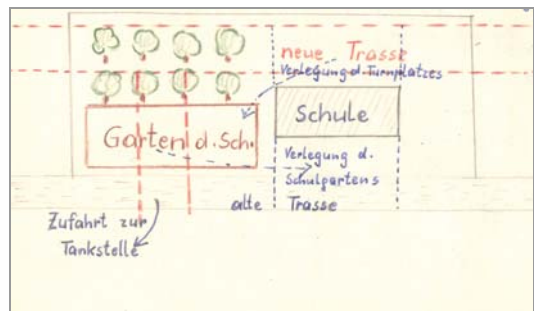 neue Trasse
Verlegung d. Turnplatzes
Schule
Garten d. Sch.
Verlegung d.
Schulgartens
alte Trasse
Zufahrt zur
Tankstelle